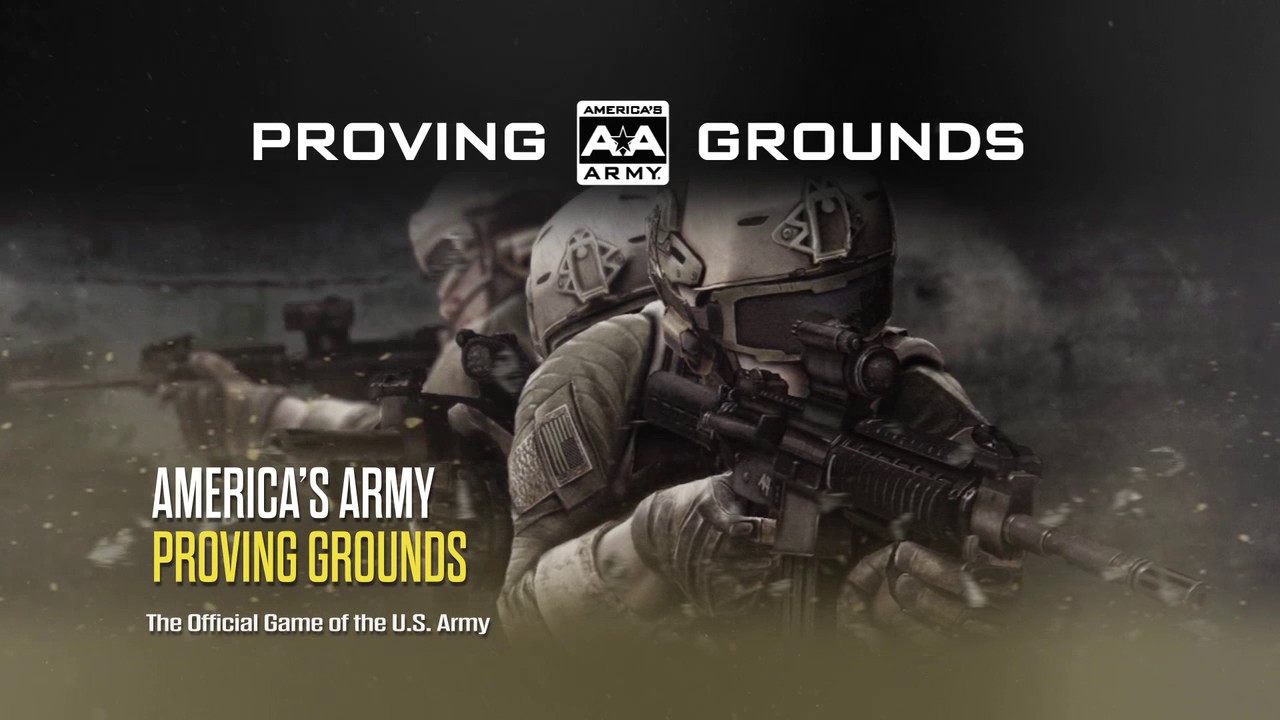 PROVING AMERICA'S AA ARMY. GROUNDS
AMERICA'S ARMY
PROVING GROUNDS
The Official Game of the U.S. Army